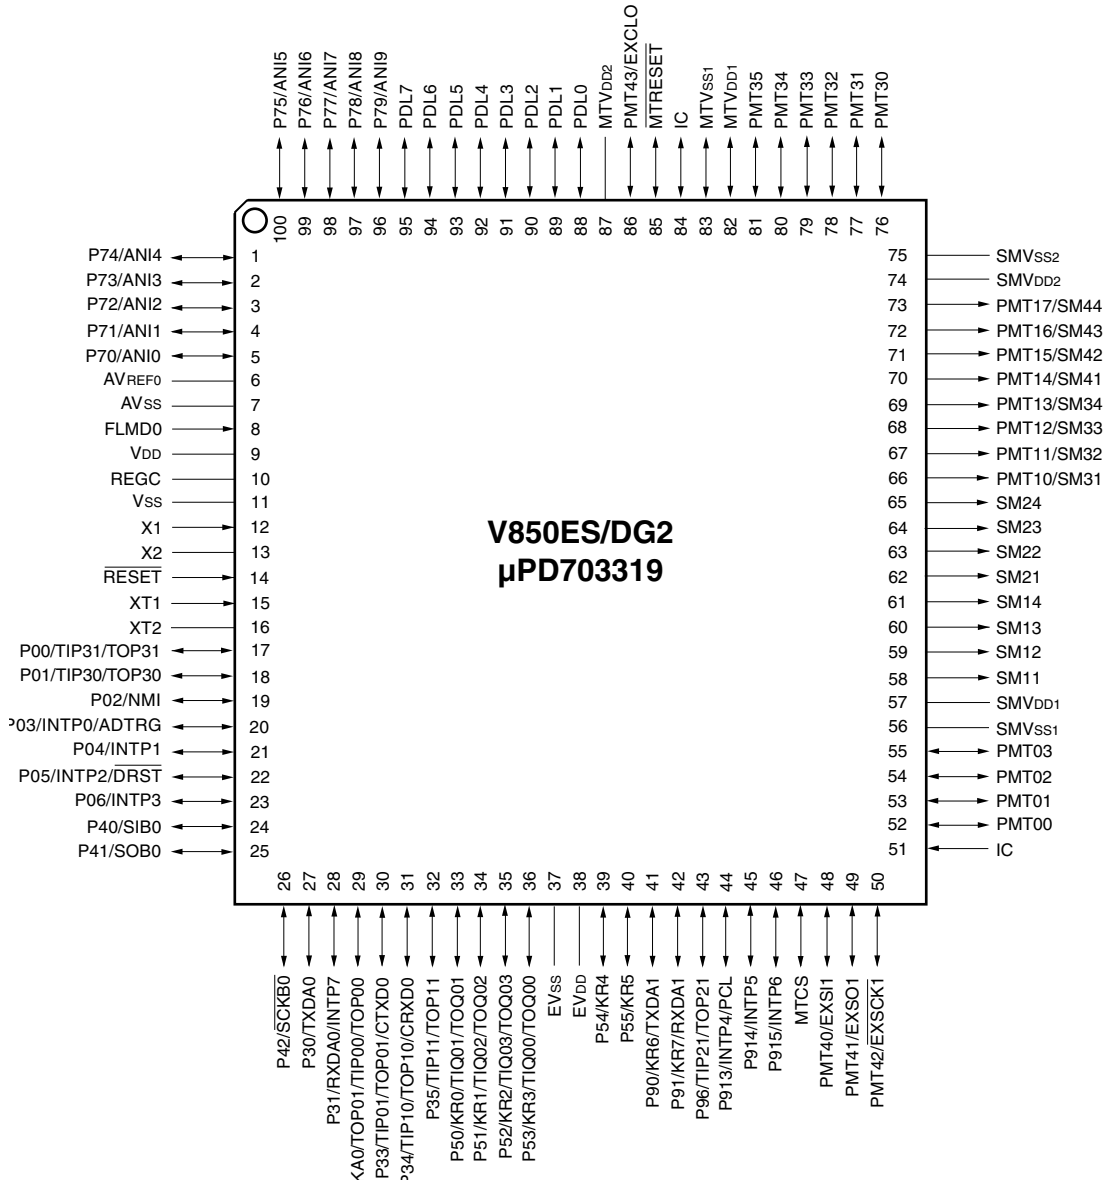 P75/ANI5
P76/ANI6
P77/ANI7
P78/ANI8
P79/ANI9
PDL7
PDL6
PDL5
PDL4
PDL3
PDL2
PDL1
PDL0
MTVDD2
PMT43/EXCLO
MTRESET
IC
MTVSS1
MTVDD1
PMT35
PMT34
PMT33
PMT32
PMT31
PMT30
100
99
98
97
96
95
94
93
92
91
90
89
88
87
86
85
84
83
82
81
80
79
78
77
76
P74/ANI4 1
P73/ANI3 2
P72/ANI2 3
P71/ANI1 4
P70/ANI0 5
AVREF0 6
AVSS 7
FLMD0 8
VDD 9
REGC 10
VSS 11
X1 12
X2 13
RESET 14
XT1 15
XT2 16
P00/TIP31/TOP31 17
P01/TIP30/TOP30 18
P02/NMI 19
P03/INTP0/ADTRG 20
P04/INTP1 21
P05/INTP2/DRST 22
P06/INTP3 23
P40/SIB0 24
P41/SOB0 25
V850ES/DG2
µPD703319
75 SMVSS2
74 SMVDD2
73 PMT17/SM44
72 PMT16/SM43
71 PMT15/SM42
70 PMT14/SM41
69 PMT13/SM34
68 PMT12/SM33
67 PMT11/SM32
66 PMT10/SM31
65 SM24
64 SM23
63 SM22
62 SM21
61 SM14
60 SM13
59 SM12
58 SM11
57 SMVDD1
56 SMVSS1
55 PMT03
54 PMT02
53 PMT01
52 PMT00
51 IC
26
27
28
29
30
31
32
33
34
35
36
37
38
39
40
41
42
43
44
45
46
47
48
49
50
P42/SCKB0
P30/TXDA0
P31/RXDA0/INTP7
KA0/TOP01/TIP00/TOP00
P33/TIP01/TOP01/CTXD0
P34/TIP10/TOP10/CRXD0
P35/TIP11/TOP11
P50/KR0/TIQ01/TOQ01
P51/KR1/TIQ02/TOQ02
P52/KR2/TIQ03/TOQ03
P53/KR3/TIQ00/TOQ00
EVSS
EVDD
P54/KR4
P55/KR5
P90/KR6/TXDA1
P91/KR7/RXDA1
P96/TIP21/TOP21
P913/INTP4/PCL
P914/INTP5
P915/INTP6
MTCS
PMT40/EXSI1
PMT41/EXSO1
PMT42/EXSCK1